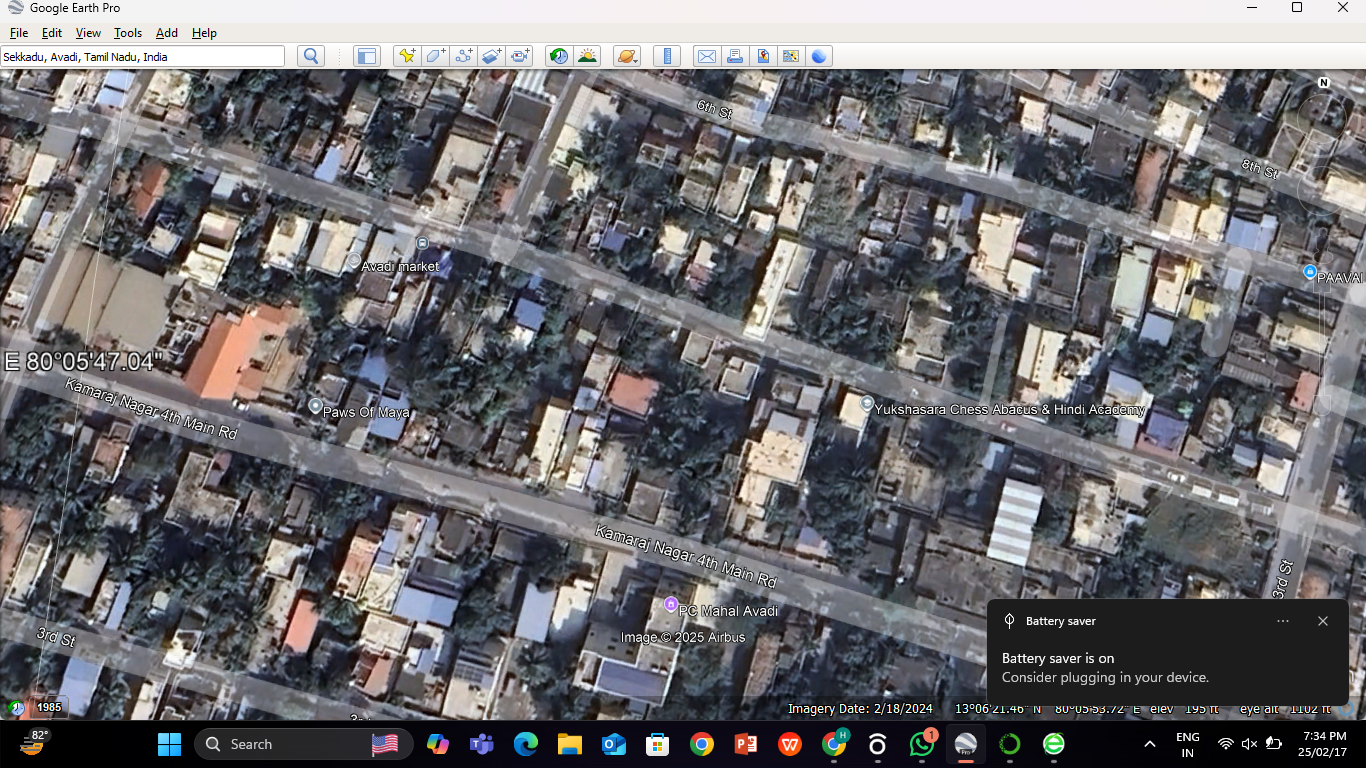 Google Earth Pro
File Edit View Tools Add Help
Sekkadu, Avadi, Tamil Nadu, India
N
6th St
8th St
Avadi market
PAAVAI
E 80°05'47.04"
Kamaraj Nagar 4th Main Rd
Paws Of Maya
Yukshasara Chess Abacus & Hindi Academy
Kamaraj Nagar 4th Main Rd
3rd St
PC Mahal Avadi
Image © 2025 Airbus
3rd St
Battery saver
Battery saver is on
Consider plugging in your device.
1985
Imagery Date: 2/18/2024 13°06'21.46" N 80°05'53.72" E elev 195 ft eye alt 1102 ft
82°
Search
H
1
Pro
ENG
IN
7:34 PM
25/02/17